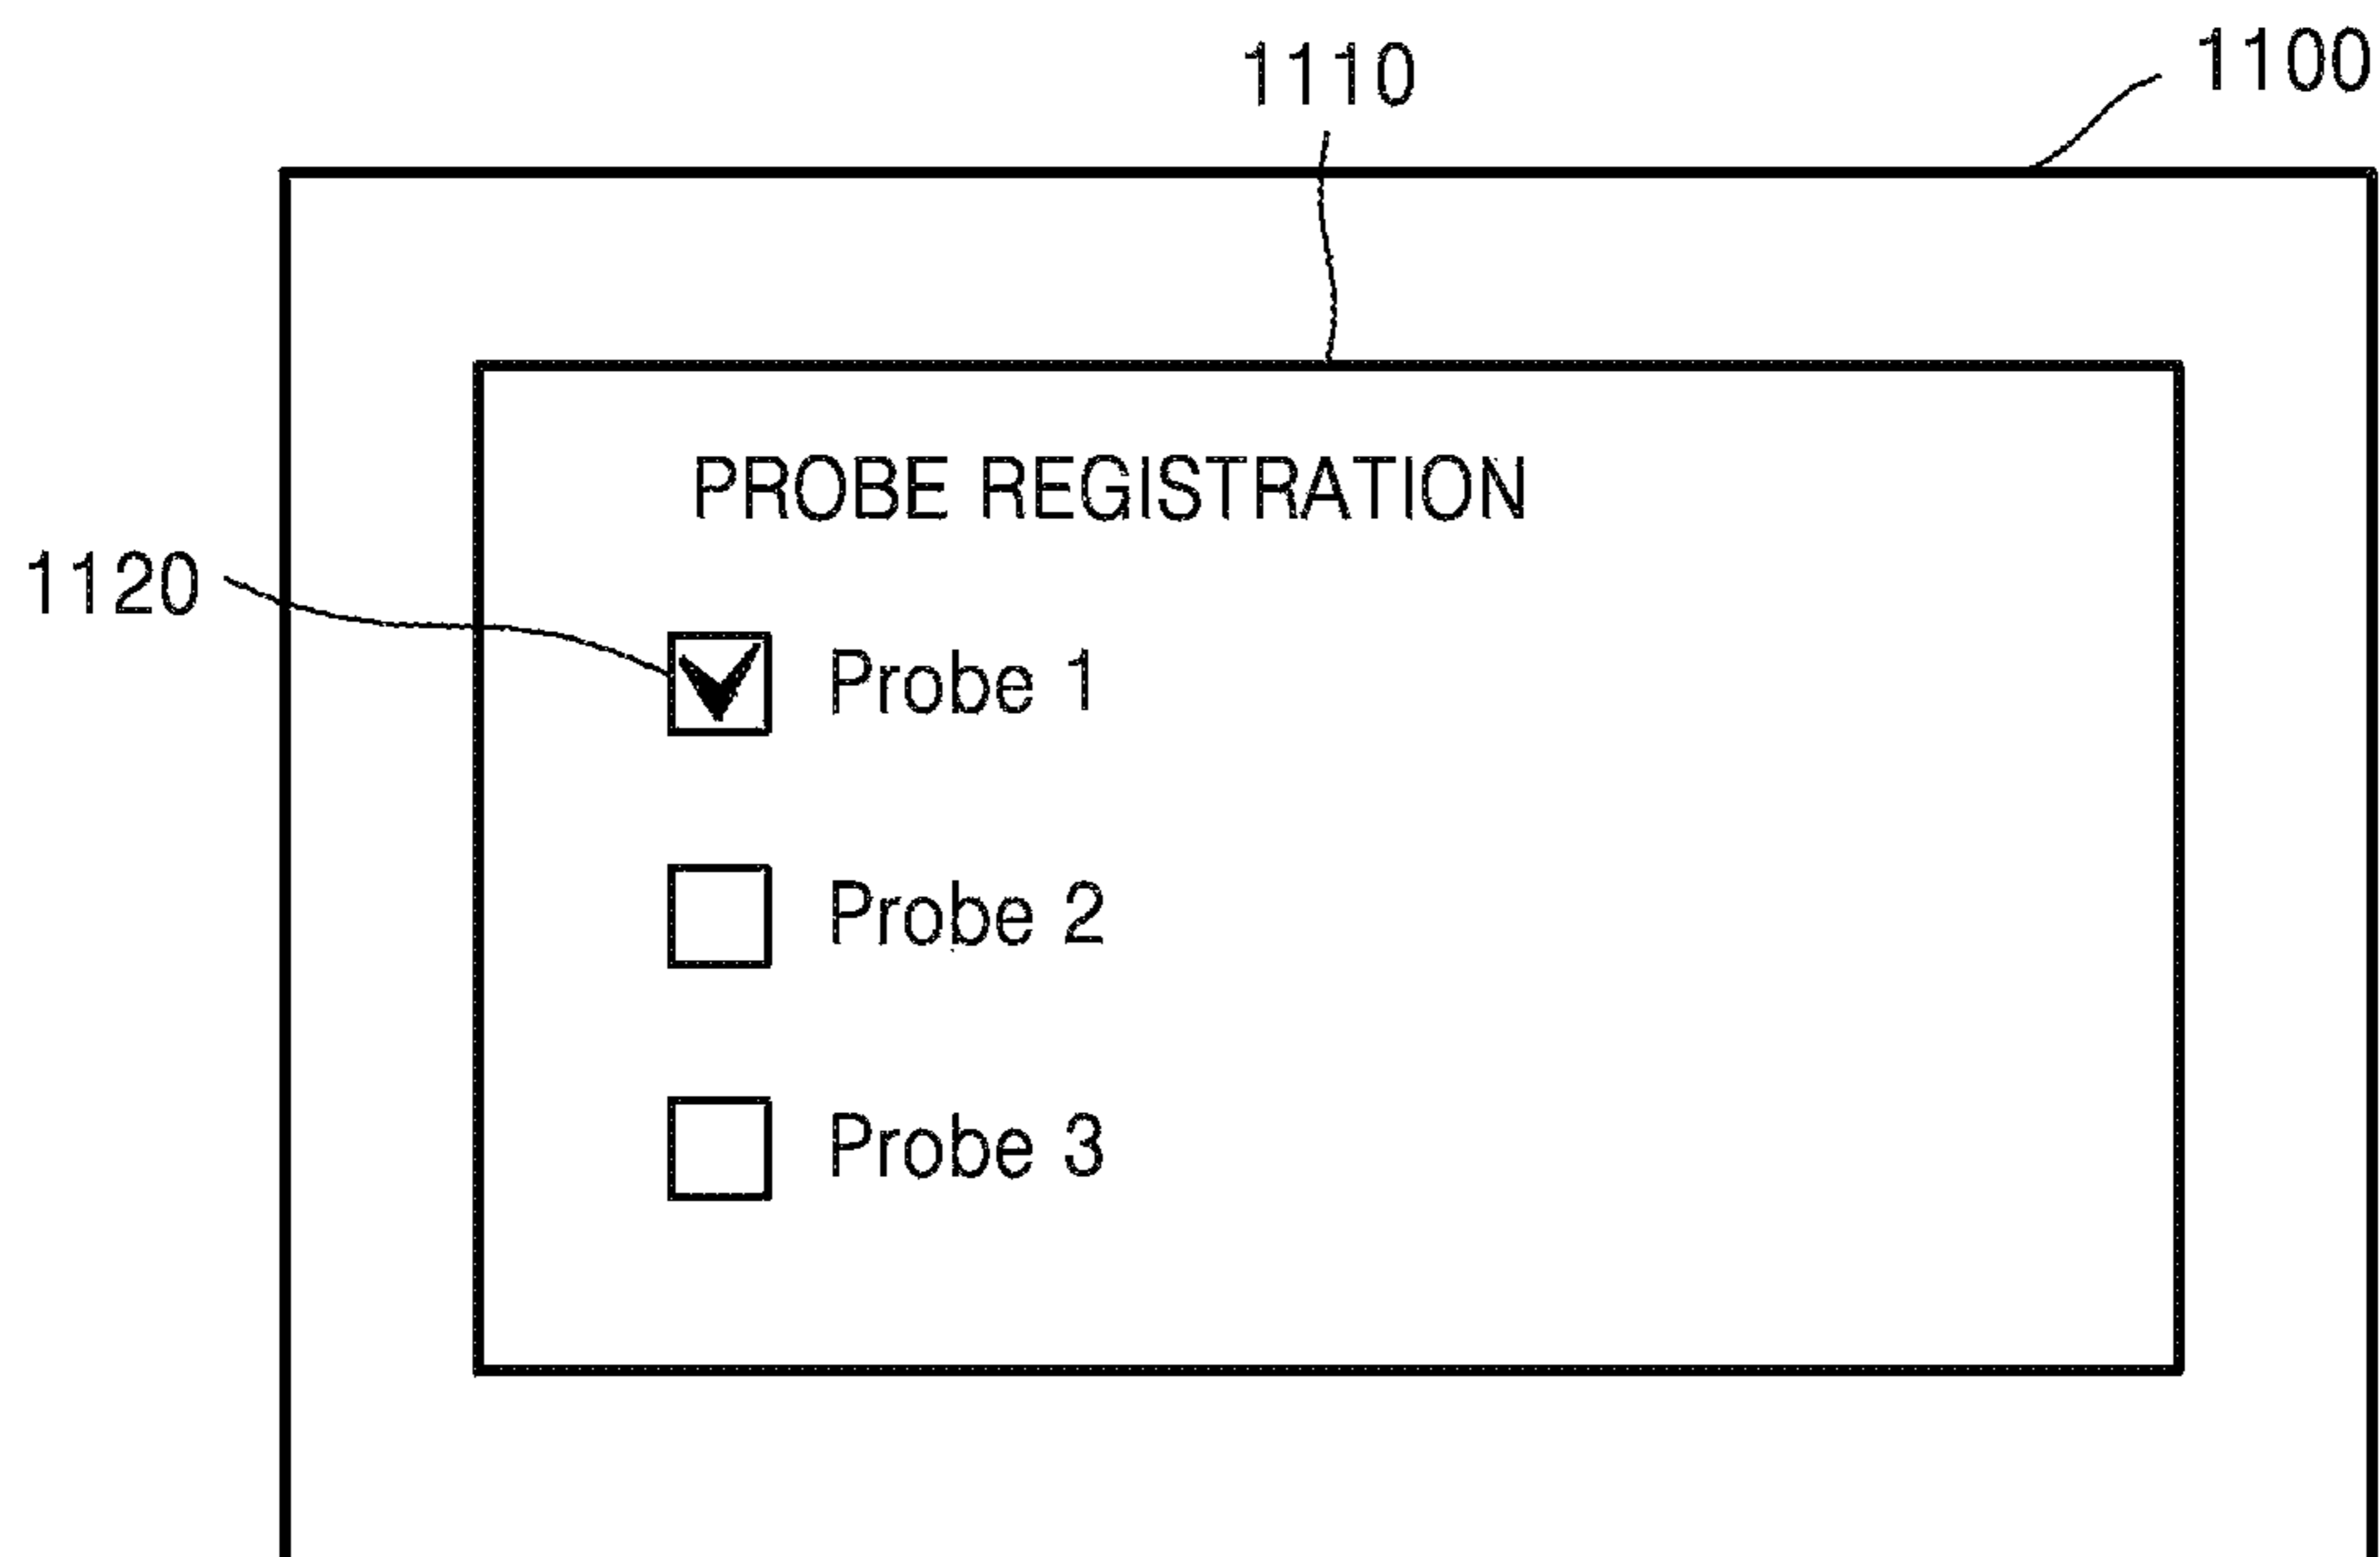 1110
1100
PROBE REGISTRATION
1120
Probe 1
Probe 2
Probe 3